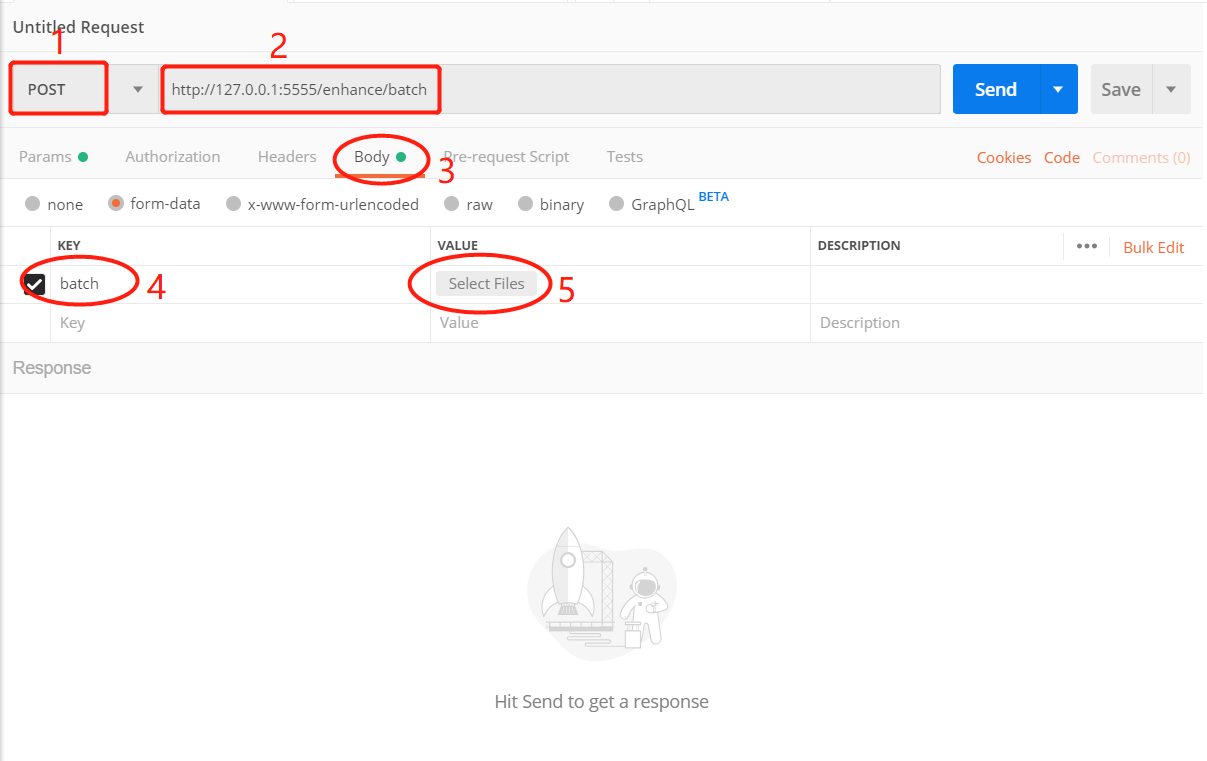 Untitled Request
1
2
POST
http://127.0.0.1:5555/enhance/batch
Send
Save
Params
Authorization
Headers
Body
3
Pre-request Script
Tests
Cookies
Code
Comments (0)
none
form-data
x-www-form-urlencoded
raw
binary
GraphQL
BETA
KEY
VALUE
DESCRIPTION
•••
Bulk Edit
batch
4
Select Files
5
Key
Value
Description
Response
Hit Send to get a response